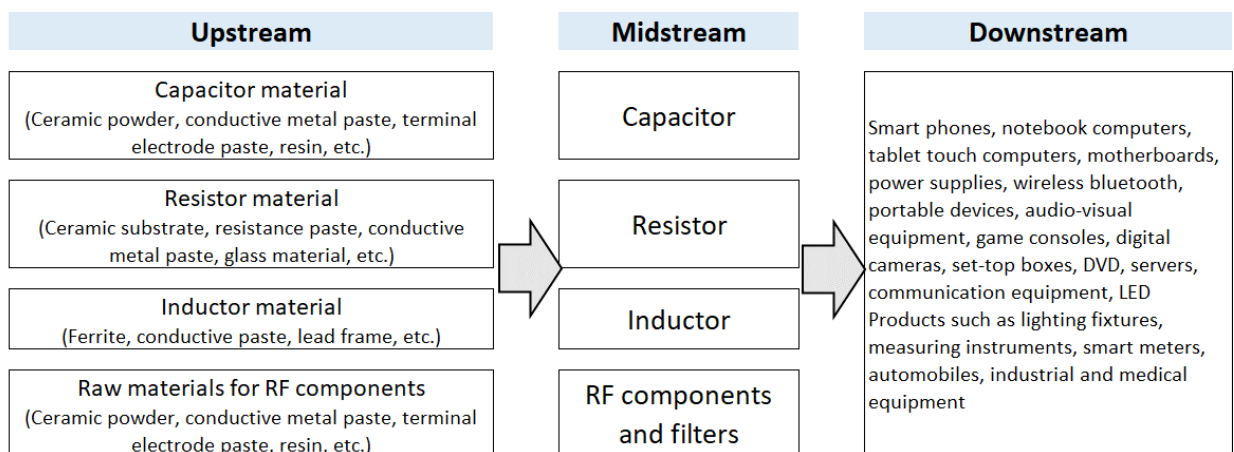 Upstream
Midstream
Downstream
Capacitor material
(Ceramic powder, conductive metal paste, terminal
electrode paste, resin, etc.)
Capacitor
Resistor material
(Ceramic substrate, resistance paste, conductive
metal paste, glass material, etc.)
Resistor
Inductor material
(Ferrite, conductive paste, lead frame, etc.)
Inductor
Raw materials for RF components
(Ceramic powder, conductive metal paste, terminal
electrode paste, resin, etc.)
RF components
and filters
Smart phones, notebook computers,
tablet touch computers, motherboards,
power supplies, wireless bluetooth,
portable devices, audio-visual
equipment, game consoles, digital
cameras, set-top boxes, DVD, servers,
communication equipment, LED
Products such as lighting fixtures,
measuring instruments, smart meters,
automobiles, industrial and medical
equipment